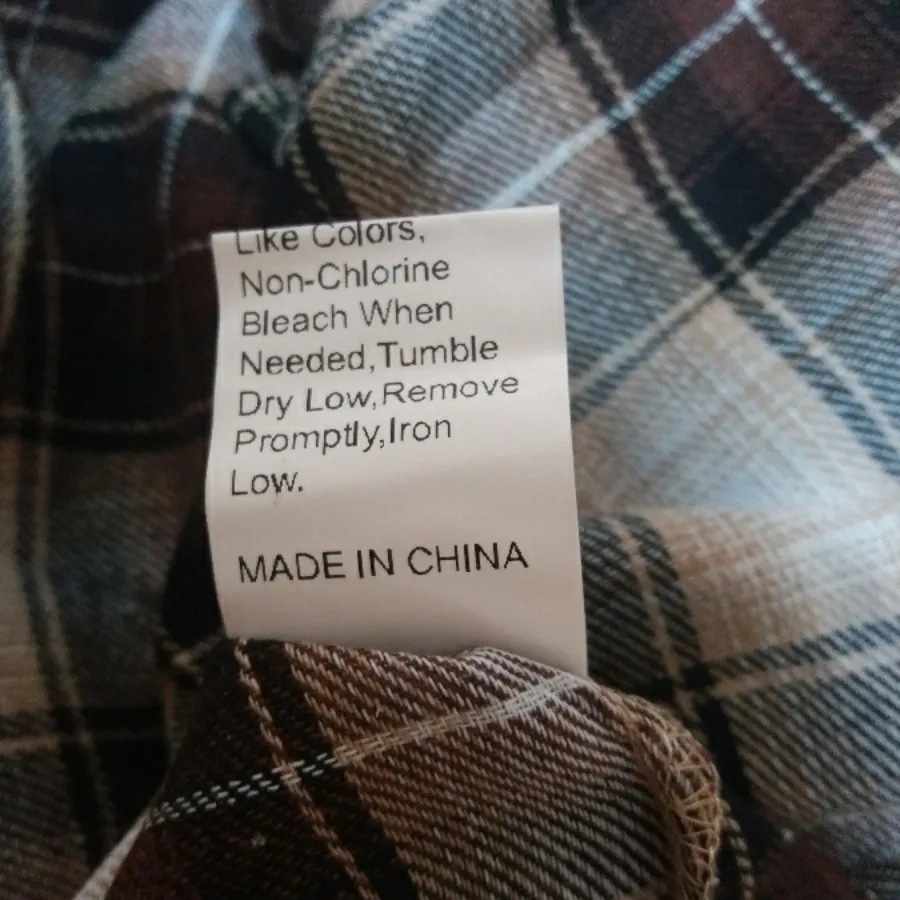 Like Colors,
Non-Chlorine
Bleach When
Needed,Tumble
Dry Low,Remove
Promptly,Iron
Low.
MADE IN CHINA